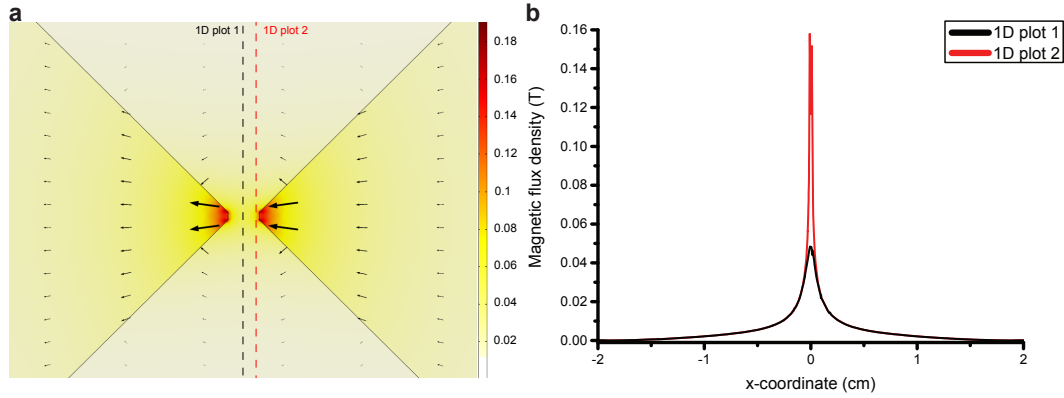 a
1D plot 1
1D plot 2
0.18
0.16
0.14
0.12
0.10
0.08
0.06
0.04
0.02
b
Magnetic flux density (T)
0.16
0.14
0.12
0.10
0.08
0.06
0.04
0.02
0.00
-2
-1
0
1
2
x-coordinate (cm)
1D plot 1
1D plot 2